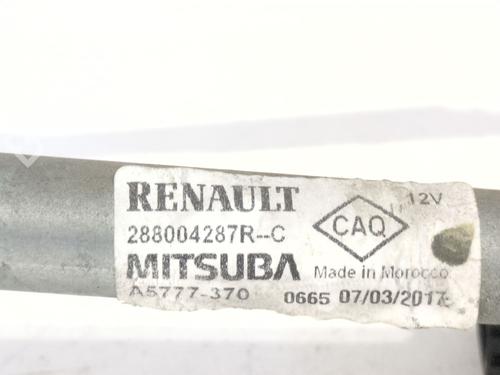 RENAULT
288004287R--C
CAQ
12V
MITSUBA
Made in Morocco
A5777-370
0665 07/03/2017